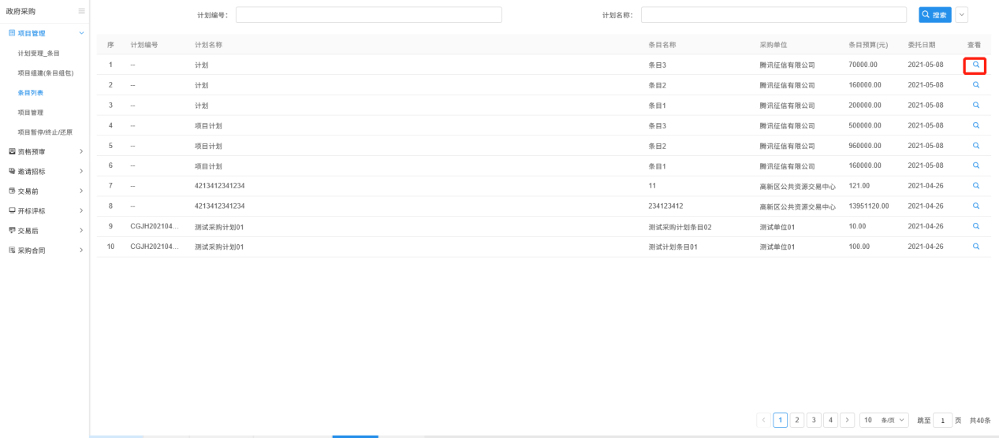 政府采购
项目管理
计划受理_条目
项目组建(条目组包)
条目列表
项目管理
项目暂停/终止/还原
资格预审
邀请招标
交易前
开标评标
交易后
采购合同
计划编号： 计划名称： 搜索
序 计划编号 计划名称 条目名称 采购单位 条目预算(元) 委托日期 查看
1 -- 计划 条目3 腾讯征信有限公司 70000.00 2021-05-08
2 -- 计划 条目2 腾讯征信有限公司 160000.00 2021-05-08
3 -- 计划 条目1 腾讯征信有限公司 200000.00 2021-05-08
4 -- 项目计划 条目3 腾讯征信有限公司 500000.00 2021-05-08
5 -- 项目计划 条目2 腾讯征信有限公司 960000.00 2021-05-08
6 -- 项目计划 条目1 腾讯征信有限公司 160000.00 2021-05-08
7 -- 4213412341234 11 高新区公共资源交易中心 121.00 2021-04-26
8 -- 4213412341234 234123412 高新区公共资源交易中心 13951120.00 2021-04-26
9 CGJH202104... 测试采购计划01 测试采购计划条目02 测试单位01 10.00 2021-04-26
10 CGJH202104... 测试采购计划01 测试计划条目01 测试单位01 100.00 2021-04-26
< 1 2 3 4 > 10 条/页 跳至 1 页 共40条